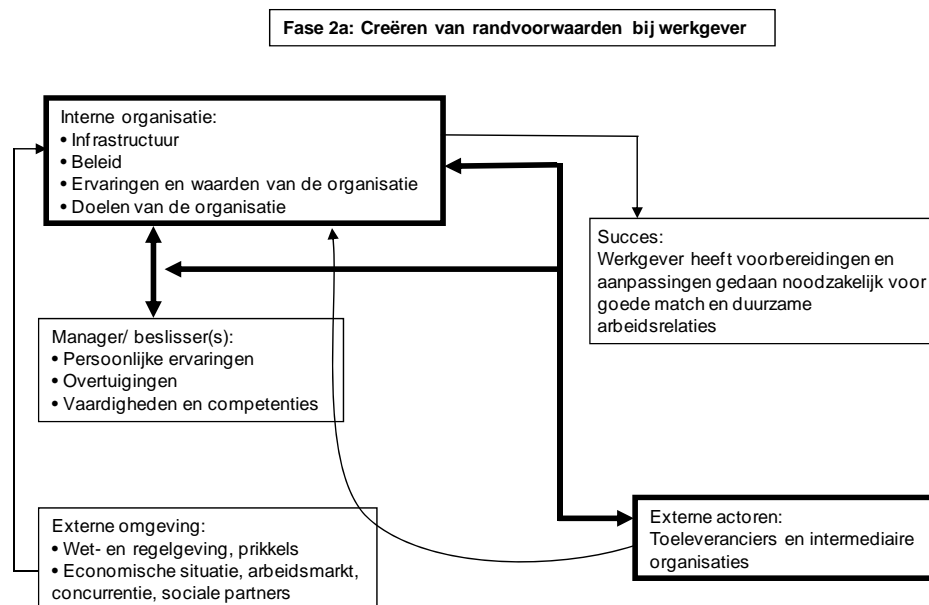 Fase 2a: Creëren van randvoorwaarden bij werkgever
Interne organisatie:
• Infrastructuur
• Beleid
• Ervaringen en waarden van de organisatie
• Doelen van de organisatie
Succes:
Werkgever heeft voorbereidingen en
aanpassingen gedaan noodzakelijk voor
goede match en duurzame
arbeidsrelaties
Manager/ beslisser(s):
• Persoonlijke ervaringen
• Overtuigingen
• Vaardigheden en competenties
Externe omgeving:
• Wet- en regelgeving, prikkels
• Economische situatie, arbeidsmarkt,
concurrentie, sociale partners
Externe actoren:
Toeleveranciers en intermediaire
organisaties